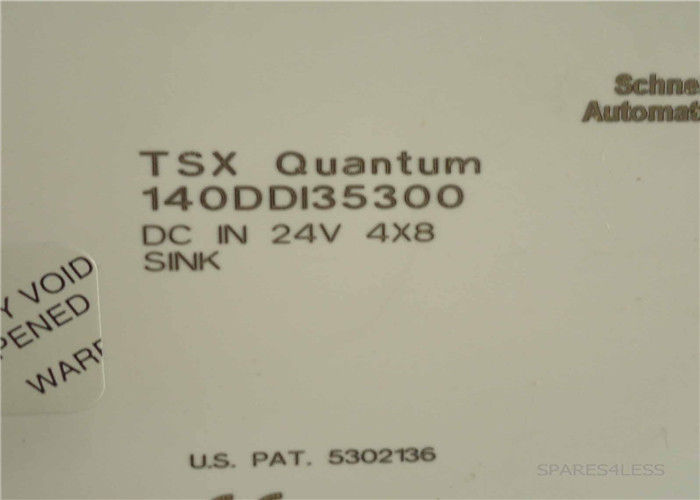 Schne
Automat
TSX Quantum
140DDI35300
DC IN 24V 4X8
SINK
Y VOID
PENED
WARR
U.S. PAT. 5302136
SPARES4LESS